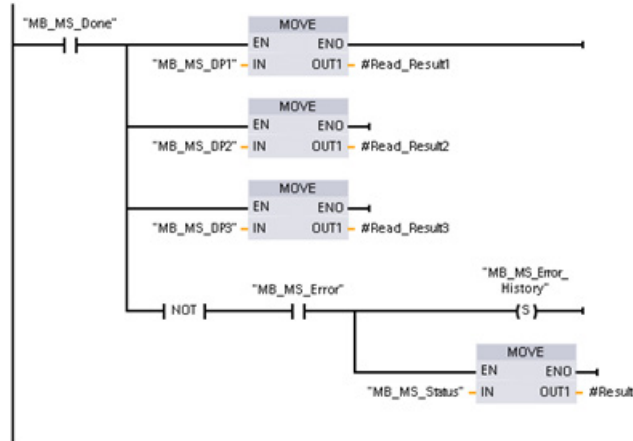 "MB_MS_Done"
MOVE
EN ENO
"MB_MS_DP1" IN OUT1 #Read_Result1
MOVE
EN ENO
"MB_MS_DP2" IN OUT1 #Read_Result2
MOVE
EN ENO
"MB_MS_DP3" IN OUT1 #Read_Result3
"MB_MS_Error_
History"
"MB_MS_Error"
NOT
S
MOVE
EN ENO
"MB_MS_Status" IN OUT1 #Result